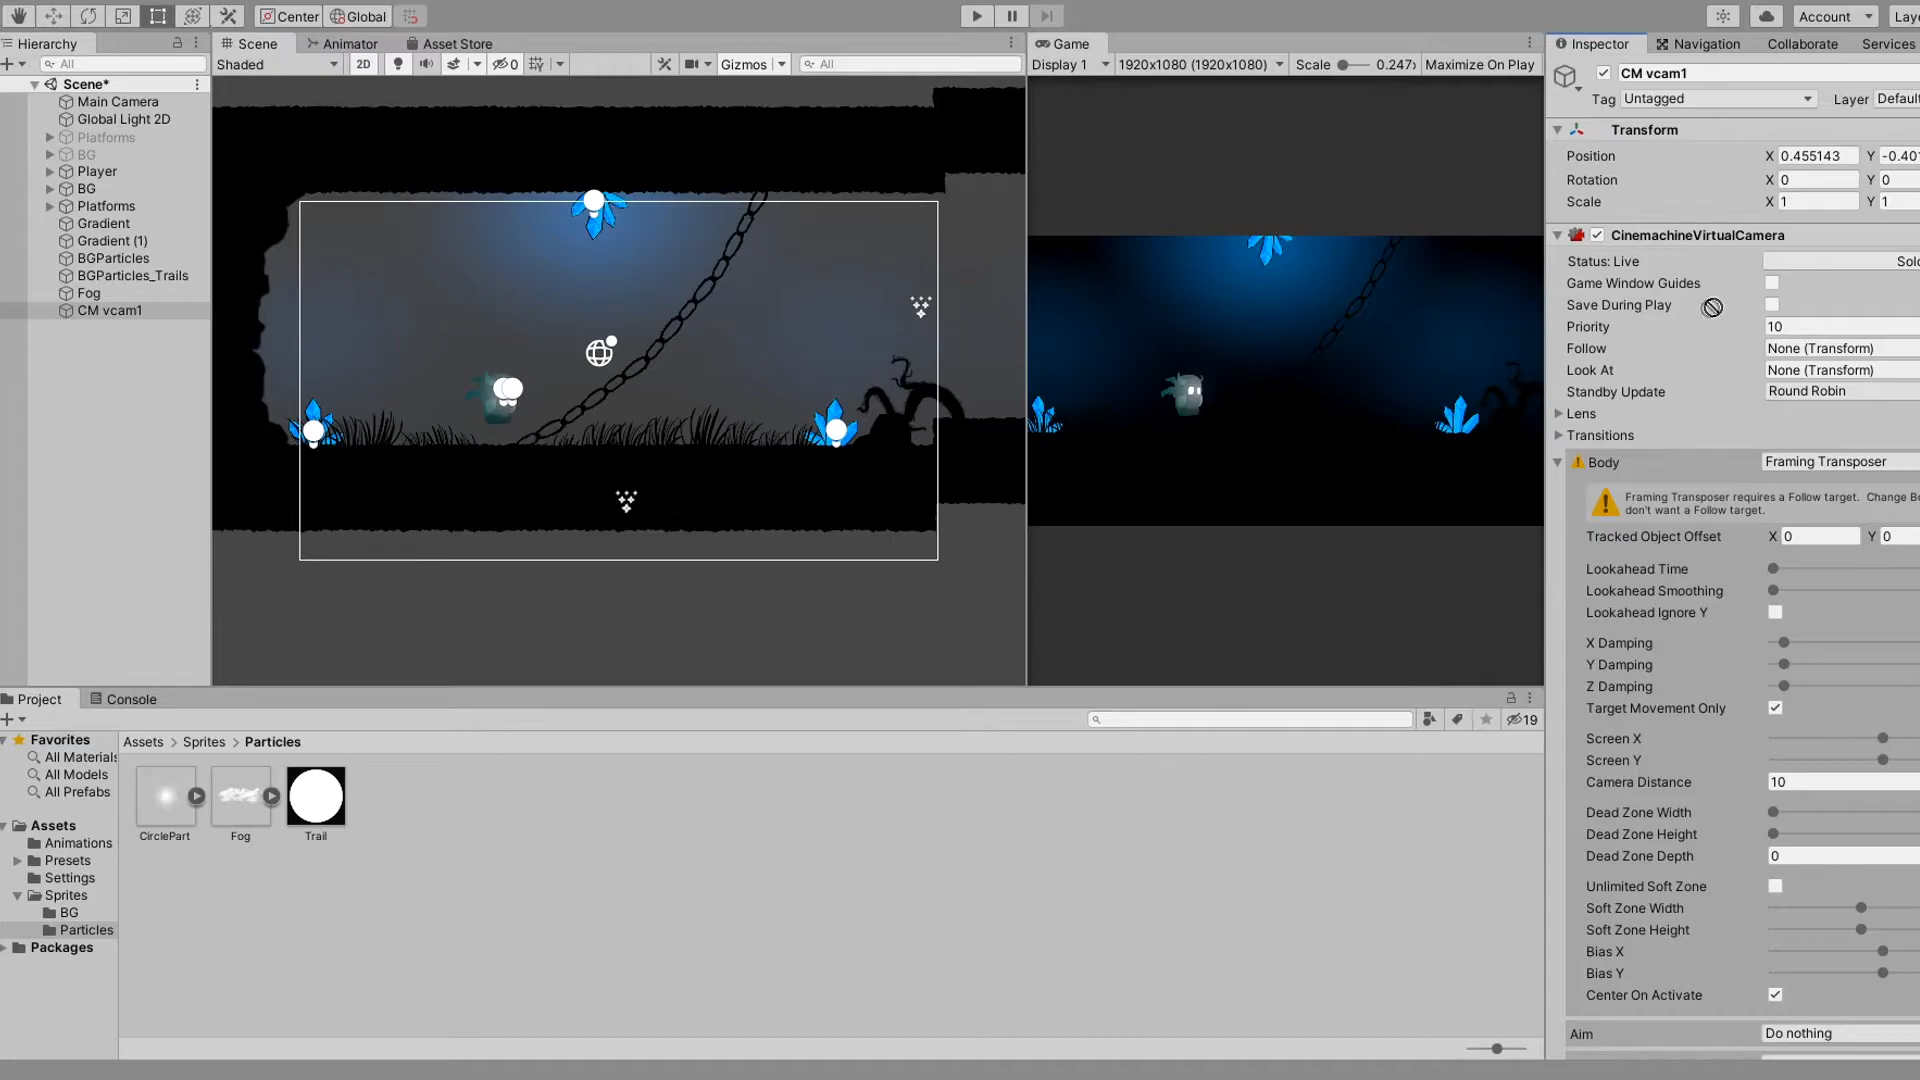 Center
Global
Account
Laye
Hierarchy
Scene
Animator
Asset Store
Game
Inspector
Navigation
Collaborate
Services
All
Shaded
2D
0
Gizmos
All
Display 1
1920x1080 (1920x1080)
Scale
0.247
Maximize On Play
CM vcam1
Tag
Untagged
Layer
Default
Scene*
Main Camera
Global Light 2D
Platforms
BG
Player
BG
Platforms
Gradient
Gradient (1)
BGParticles
BGParticles_Trails
Fog
CM vcam1
Transform
Position
X
0.455143
Y
-0.401
Rotation
X
0
Y
0
Scale
X
1
Y
1
CinemachineVirtualCamera
Status: Live
Solo
Game Window Guides
Save During Play
Priority
10
Follow
None (Transform)
Look At
None (Transform)
Standby Update
Round Robin
Lens
Transitions
Body
Framing Transposer
Framing Transposer requires a Follow target. Change Bo
don't want a Follow target.
Tracked Object Offset
X
0
Y
0
Lookahead Time
Lookahead Smoothing
Lookahead Ignore Y
X Damping
Y Damping
Z Damping
Target Movement Only
Screen X
Screen Y
Camera Distance
10
Dead Zone Width
Dead Zone Height
Dead Zone Depth
0
Unlimited Soft Zone
Soft Zone Width
Soft Zone Height
Bias X
Bias Y
Center On Activate
Aim
Do nothing
Project
Console
19
Favorites
All Materials
All Models
All Prefabs
Assets
Animations
Presets
Settings
Sprites
BG
Particles
Packages
Assets > Sprites > Particles
CirclePart
Fog
Trail